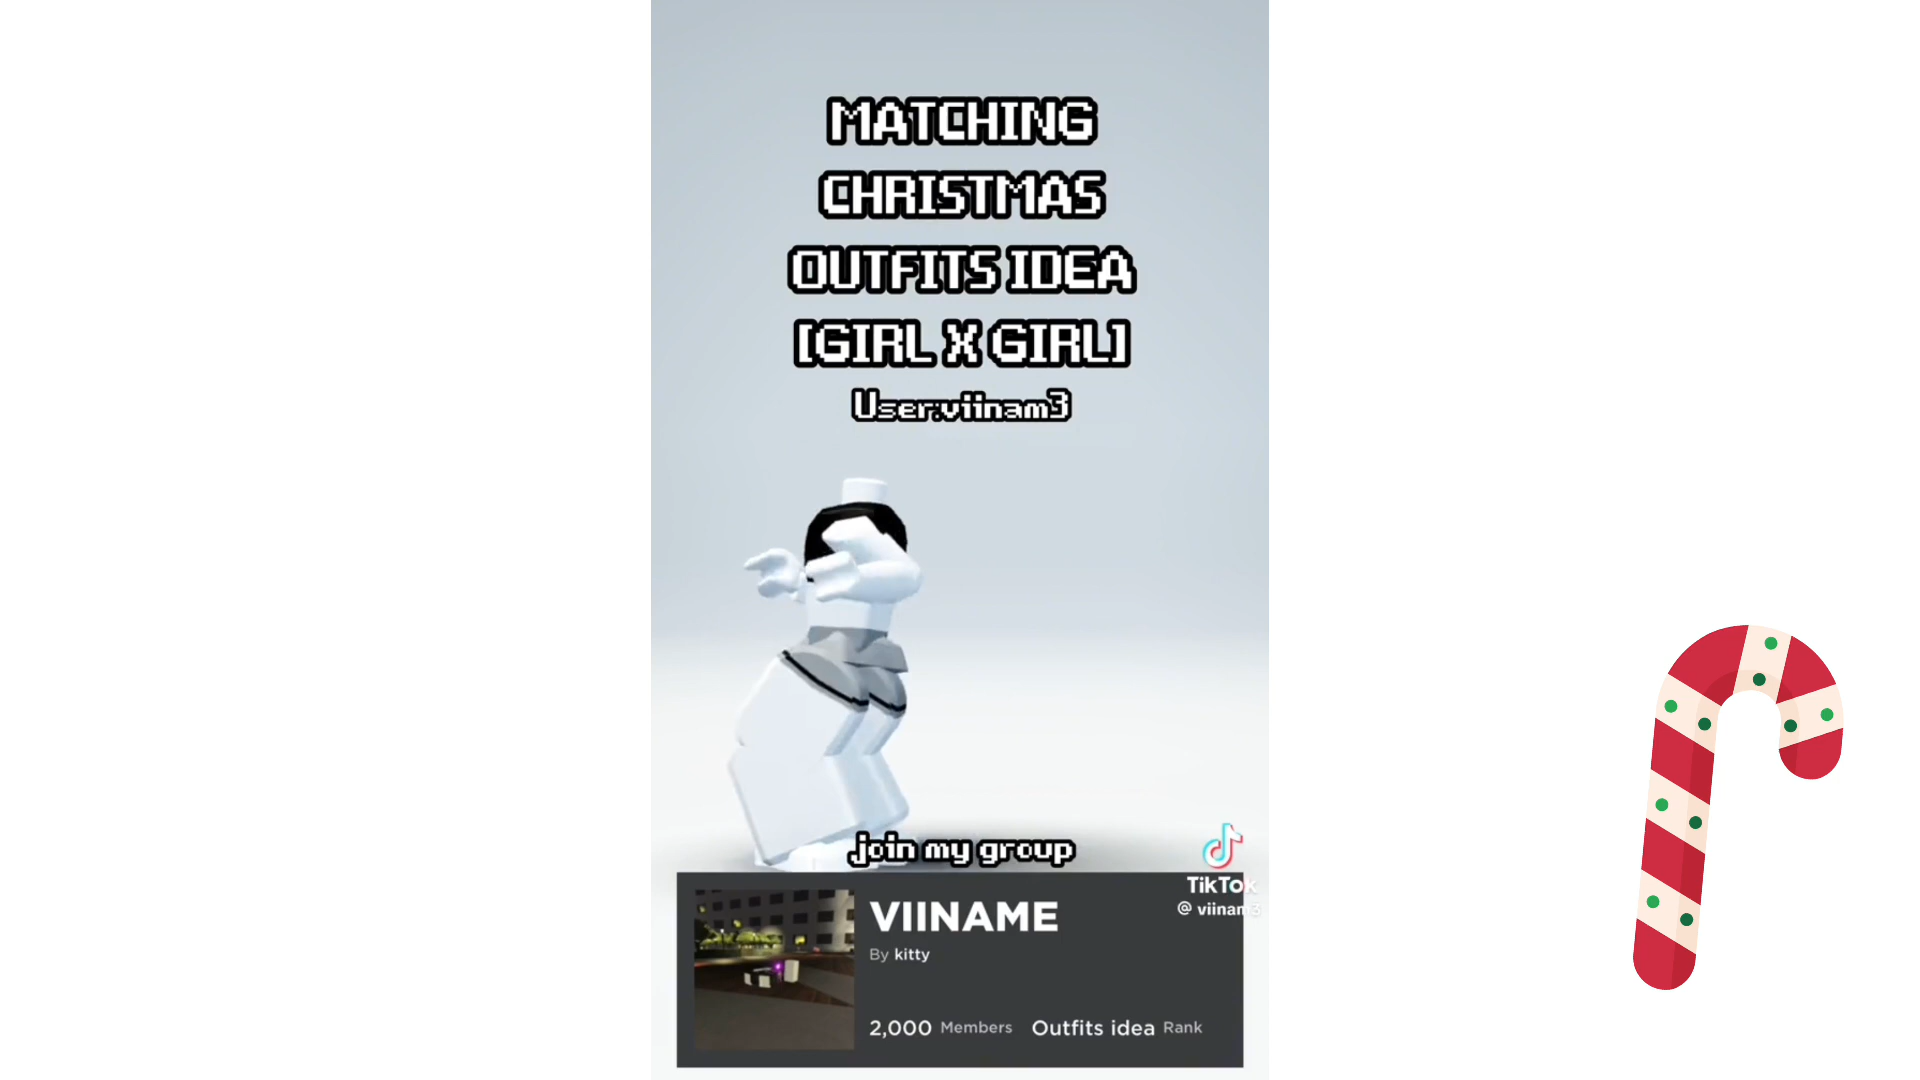 MATCHING
CHRISTMAS
OUTFITS IDEA
[GIRL X GIRL]
User:viinam3
join my group
TikTok
@ viinam3
VIINAME
By kitty
2,000 Members Outfits idea Rank